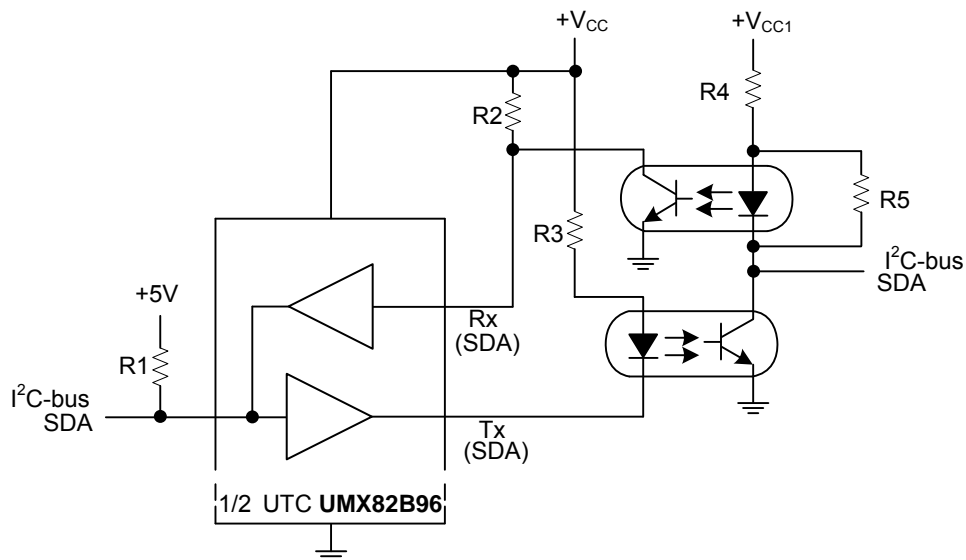 +VCC
+VCC1
R4
R2
R5
R3
I²C-bus
SDA
+5V
Rx
(SDA)
R1
I²C-bus
SDA
Tx
(SDA)
1/2 UTC UMX82B96